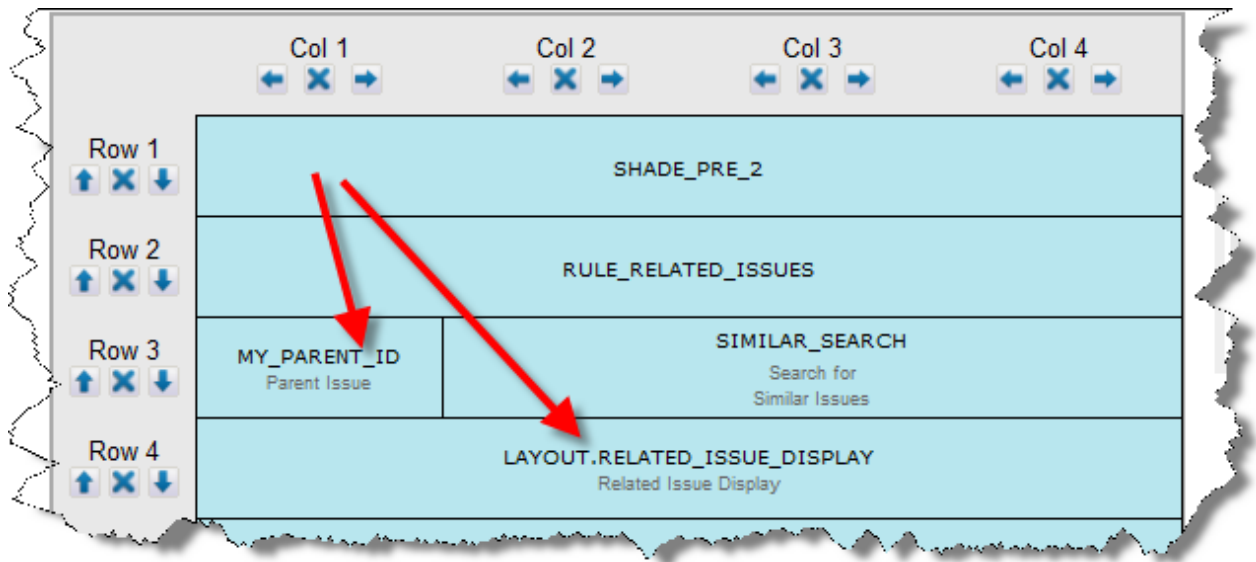 Col 1 Col 2 Col 3 Col 4
Row 1
SHADE_PRE_2
Row 2
RULE_RELATED_ISSUES
Row 3
MY_PARENT_ID
Parent Issue
SIMILAR_SEARCH
Search for
Similar Issues
Row 4
LAYOUT.RELATED_ISSUE_DISPLAY
Related Issue Display